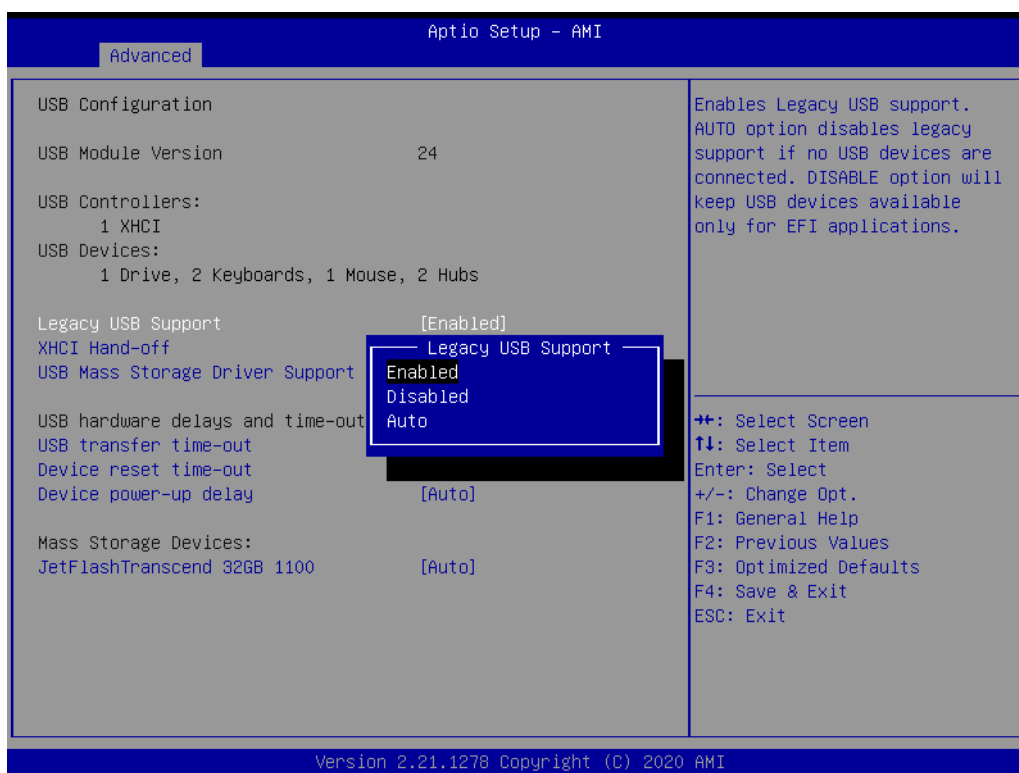 Aptio Setup – AMI
Advanced
USB Configuration
USB Module Version 24
USB Controllers:
1 XHCI
USB Devices:
1 Drive, 2 Keyboards, 1 Mouse, 2 Hubs
Legacy USB Support [Enabled]
XHCI Hand-off
USB Mass Storage Driver Support
USB hardware delays and time-out
USB transfer time-out
Device reset time-out
Device power-up delay [Auto]
Mass Storage Devices:
JetFlashTranscend 32GB 1100 [Auto]
Legacy USB Support
Enabled
Disabled
Auto
Enables Legacy USB support.
AUTO option disables legacy
support if no USB devices are
connected. DISABLE option will
keep USB devices available
only for EFI applications.
→←: Select Screen
↑↓: Select Item
Enter: Select
+/-: Change Opt.
F1: General Help
F2: Previous Values
F3: Optimized Defaults
F4: Save & Exit
ESC: Exit
Version 2.21.1278 Copyright (C) 2020 AMI